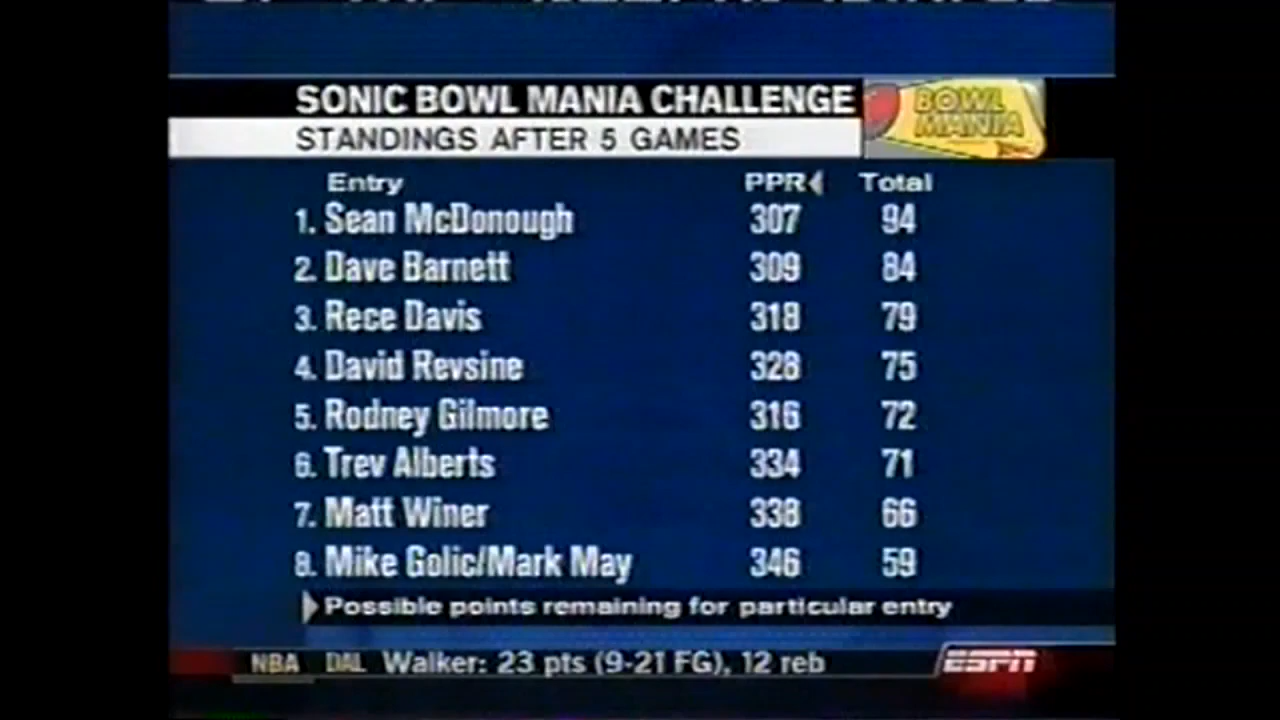 SONIC BOWL MANIA CHALLENGE
BOWL MANIA
STANDINGS AFTER 5 GAMES
Entry PPR Total
1. Sean McDonough 307 94
2. Dave Barnett 309 84
3. Rece Davis 318 79
4. David Revsine 328 75
5. Rodney Gilmore 316 72
6. Trev Alberts 334 71
7. Matt Winer 338 66
8. Mike Golic/Mark May 346 59
Possible points remaining for particular entry
NBA DAL Walker: 23 pts (9-21 FG), 12 reb ESPN